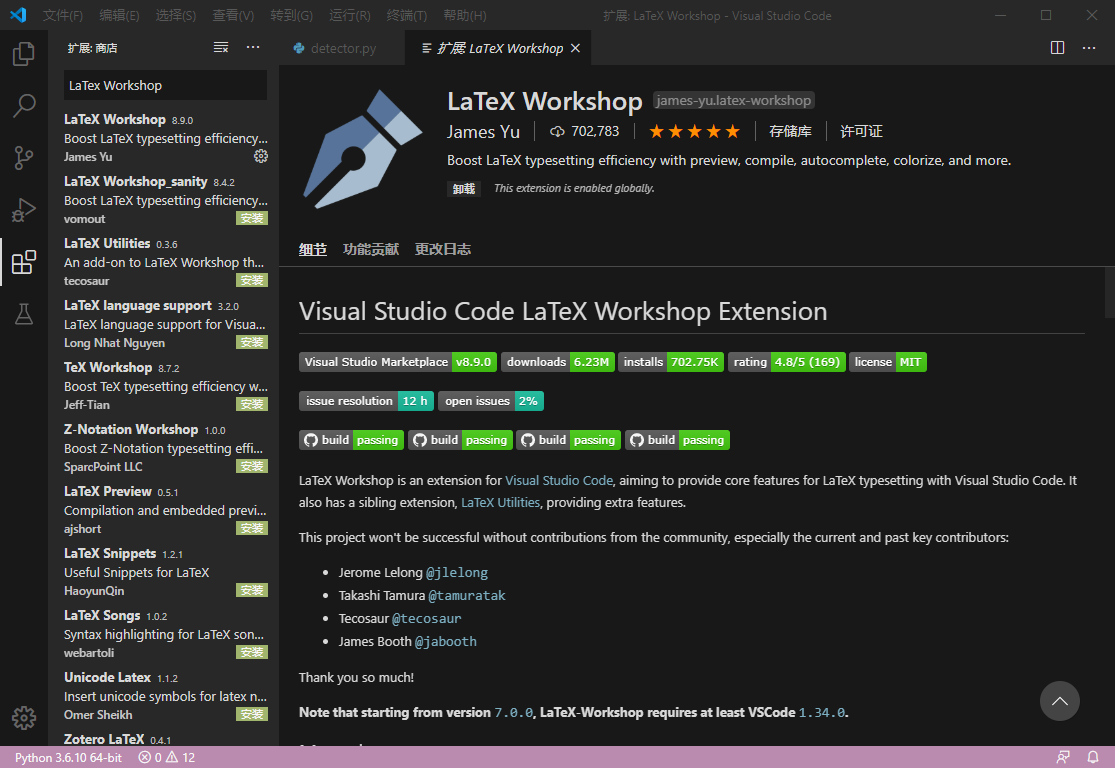 文件(F) 编辑(E) 选择(S) 查看(V) 转到(G) 运行(R) 终端(T) 帮助(H) 扩展: LaTeX Workshop - Visual Studio Code
扩展: 商店
LaTex Workshop
LaTeX Workshop 8.9.0
Boost LaTeX typesetting efficiency...
James Yu
LaTeX Workshop_sanity 8.4.2
Boost LaTeX typesetting efficiency...
vomout 安装
LaTeX Utilities 0.3.6
An add-on to LaTeX Workshop th...
tecosaur 安装
LaTeX language support 3.2.0
LaTeX language support for Visua...
Long Nhat Nguyen 安装
TeX Workshop 8.7.2
Boost TeX typesetting efficiency w...
Jeff-Tian 安装
Z-Notation Workshop 1.0.0
Boost Z-Notation typesetting effi...
SparcPoint LLC 安装
LaTeX Preview 0.5.1
Compilation and embedded previ...
ajshort 安装
LaTeX Snippets 1.2.1
Useful Snippets for LaTeX
HaoyunQin 安装
LaTeX Songs 1.0.2
Syntax highlighting for LaTeX son...
webartoli 安装
Unicode Latex 1.1.2
Insert unicode symbols for latex n...
Omer Sheikh 安装
Zotero LaTeX 0.4.1
detector.py 扩展: LaTeX Workshop
LaTeX Workshop james-yu.latex-workshop
James Yu 702,783 存储库 许可证
Boost LaTeX typesetting efficiency with preview, compile, autocomplete, colorize, and more.
卸载 This extension is enabled globally.
细节 功能贡献 更改日志
Visual Studio Code LaTeX Workshop Extension
Visual Studio Marketplace v8.9.0 downloads 6.23M installs 702.75K rating 4.8/5 (169) license MIT
issue resolution 12 h open issues 2%
build passing build passing build passing build passing
LaTeX Workshop is an extension for Visual Studio Code, aiming to provide core features for LaTeX typesetting with Visual Studio Code. It
also has a sibling extension, LaTeX Utilities, providing extra features.
This project won't be successful without contributions from the community, especially the current and past key contributors:
• Jerome Lelong @jlelong
• Takashi Tamura @tamuratak
• Tecosaur @tecosaur
• James Booth @jabooth
Thank you so much!
Note that starting from version 7.0.0, LaTeX-Workshop requires at least VSCode 1.34.0.
Python 3.6.10 64-bit 0 12